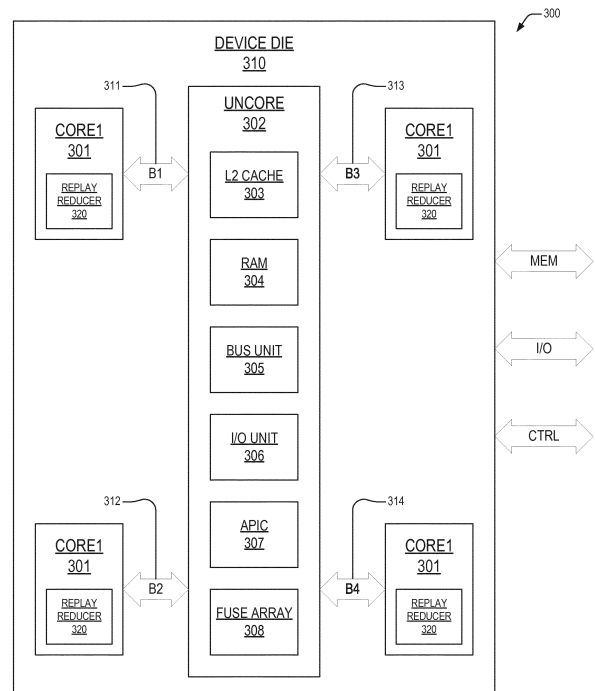 300
DEVICE DIE
310
311
313
UNCORE
302
CORE1
301
REPLAY
REDUCER
320
B1
B3
CORE1
301
REPLAY
REDUCER
320
L2 CACHE
303
RAM
304
MEM
BUS UNIT
305
I/O
I/O UNIT
306
CTRL
312
314
APIC
307
CORE1
301
REPLAY
REDUCER
320
B2
B4
CORE1
301
REPLAY
REDUCER
320
FUSE ARRAY
308